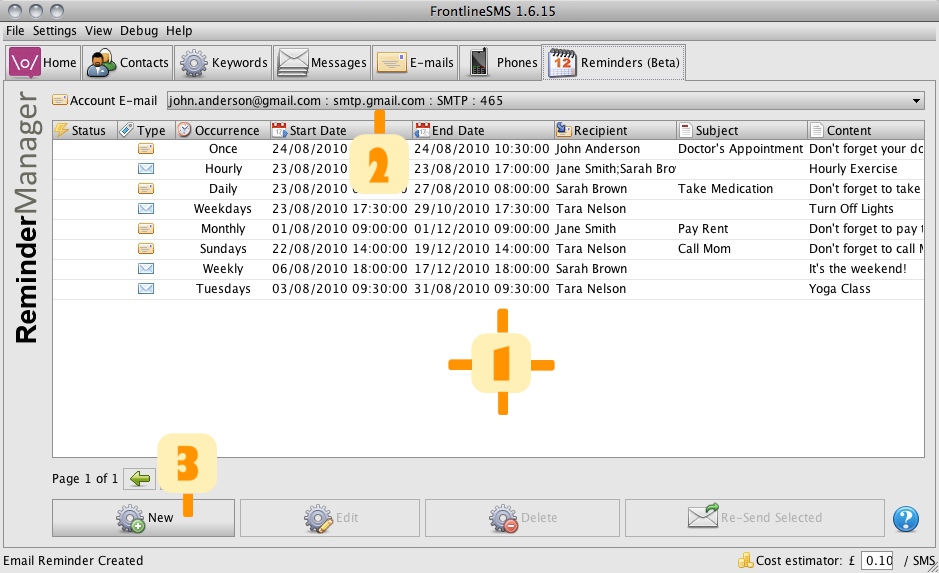 FrontlineSMS 1.6.15
File Settings View Debug Help
\o/ Home Contacts Keywords Messages E-mails Phones 12 Reminders (Beta)
Account E-mail john.anderson@gmail.com : smtp.gmail.com : SMTP : 465
ReminderManager
Status Type Occurrence Start Date End Date Recipient Subject Content
Once 24/08/2010 24/08/2010 10:30:00 John Anderson Doctor's Appointment Don't forget your do
Hourly 23/08/2010 23/08/2010 17:00:00 Jane Smith;Sarah Bro Hourly Exercise
Daily 23/08/2010 08:00:00 27/08/2010 08:00:00 Sarah Brown Take Medication Don't forget to take
Weekdays 23/08/2010 17:30:00 29/10/2010 17:30:00 Tara Nelson Turn Off Lights
Monthly 01/08/2010 09:00:00 01/12/2010 09:00:00 Jane Smith Pay Rent Don't forget to pay t
Sundays 22/08/2010 14:00:00 19/12/2010 14:00:00 Tara Nelson Call Mom Don't forget to call M
Weekly 06/08/2010 18:00:00 17/12/2010 18:00:00 Sarah Brown It's the weekend!
Tuesdays 03/08/2010 09:30:00 31/08/2010 09:30:00 Tara Nelson Yoga Class
2
1
3
Page 1 of 1
New Edit Delete Re-Send Selected ?
Email Reminder Created Cost estimator: £ 0.10 / SMS